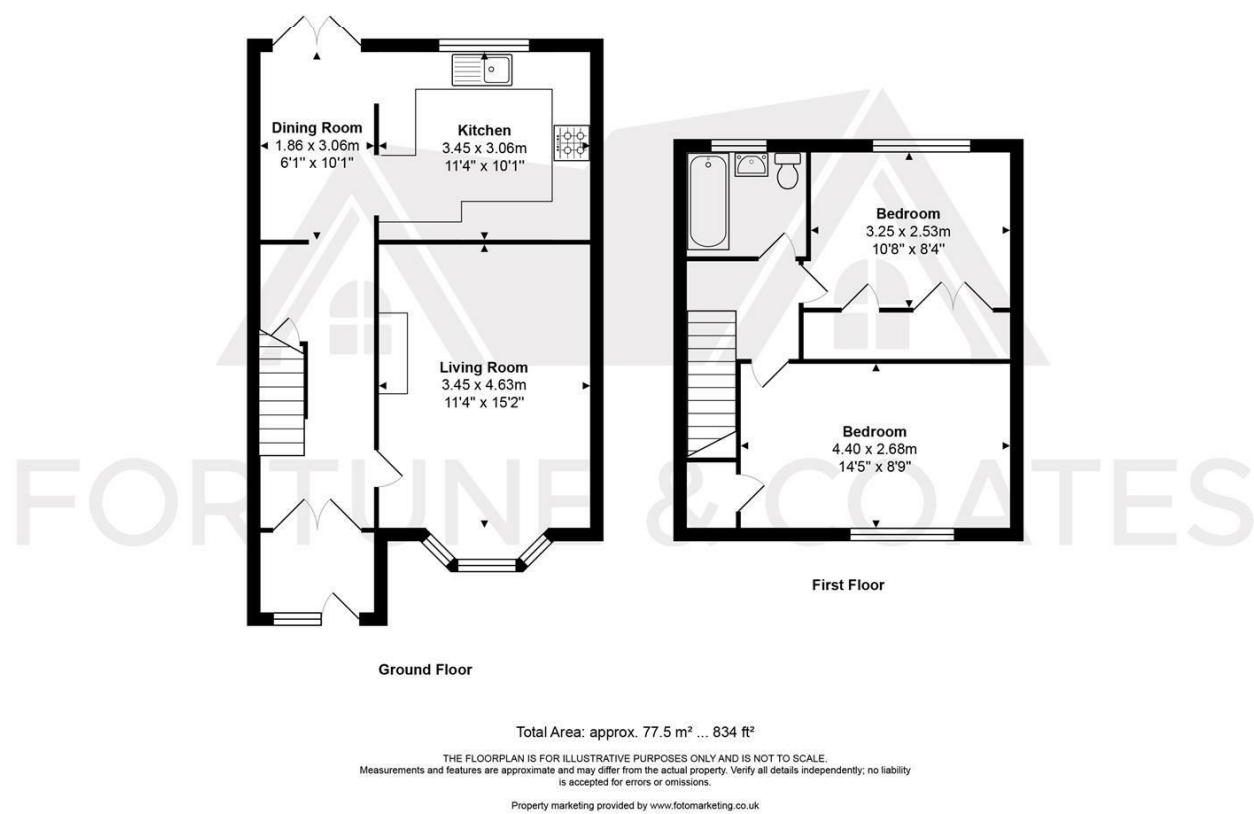 Dining Room
1.86 x 3.06m
6'1" x 10'1"
Kitchen
3.45 x 3.06m
11'4" x 10'1"
Living Room
3.45 x 4.63m
11'4" x 15'2"
Bedroom
3.25 x 2.53m
10'8" x 8'4"
Bedroom
4.40 x 2.68m
14'5" x 8'9"
FORTUNE & COATES
First Floor
Ground Floor
Total Area: approx. 77.5 m² ... 834 ft²
THE FLOORPLAN IS FOR ILLUSTRATIVE PURPOSES ONLY AND IS NOT TO SCALE.
Measurements and features are approximate and may differ from the actual property. Verify all details independently; no liability
is accepted for errors or omissions.
Property marketing provided by www.fotomarketing.co.uk